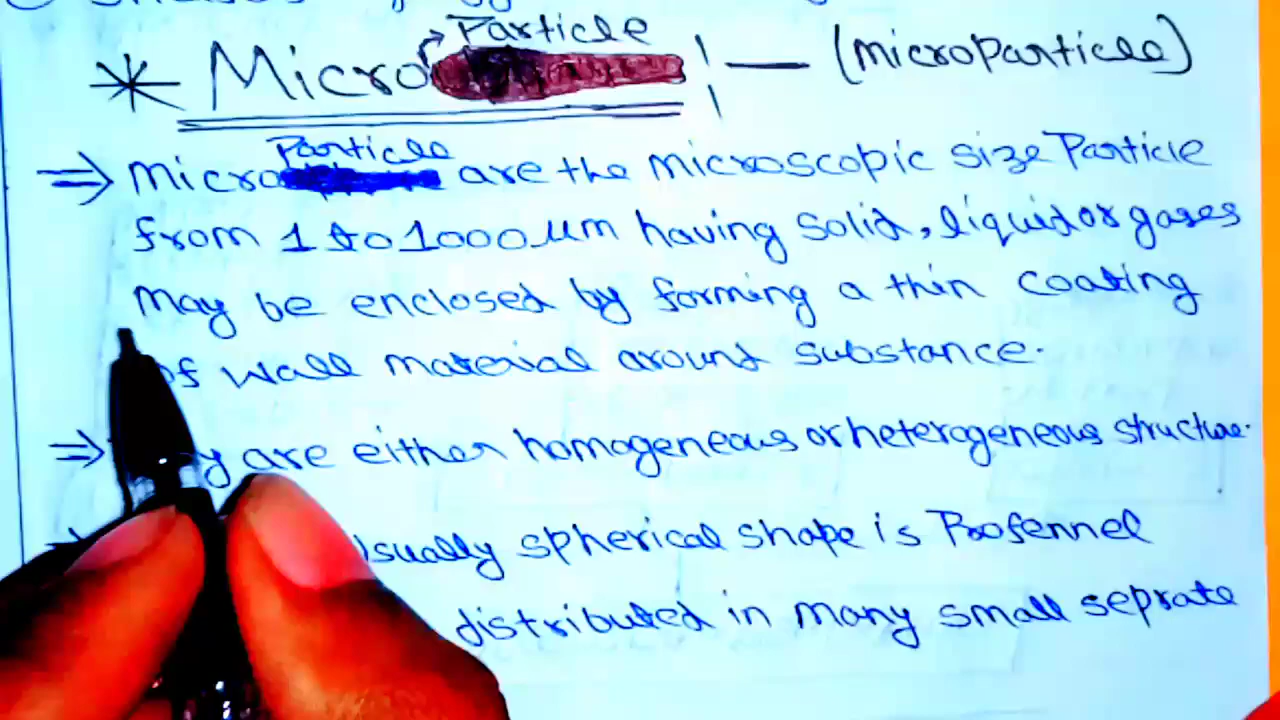 Particle
* Micro :— (microparticle)
Particle
⇒ micro are the microscopic size Particle
from 1 to 1000 um having solid, liquid or gases
may be enclosed by forming a thin coating
of wall material around substance.
⇒ are either homogeneous or heterogeneous structure.
usually spherical shape is Profennel
distributed in many small seprate